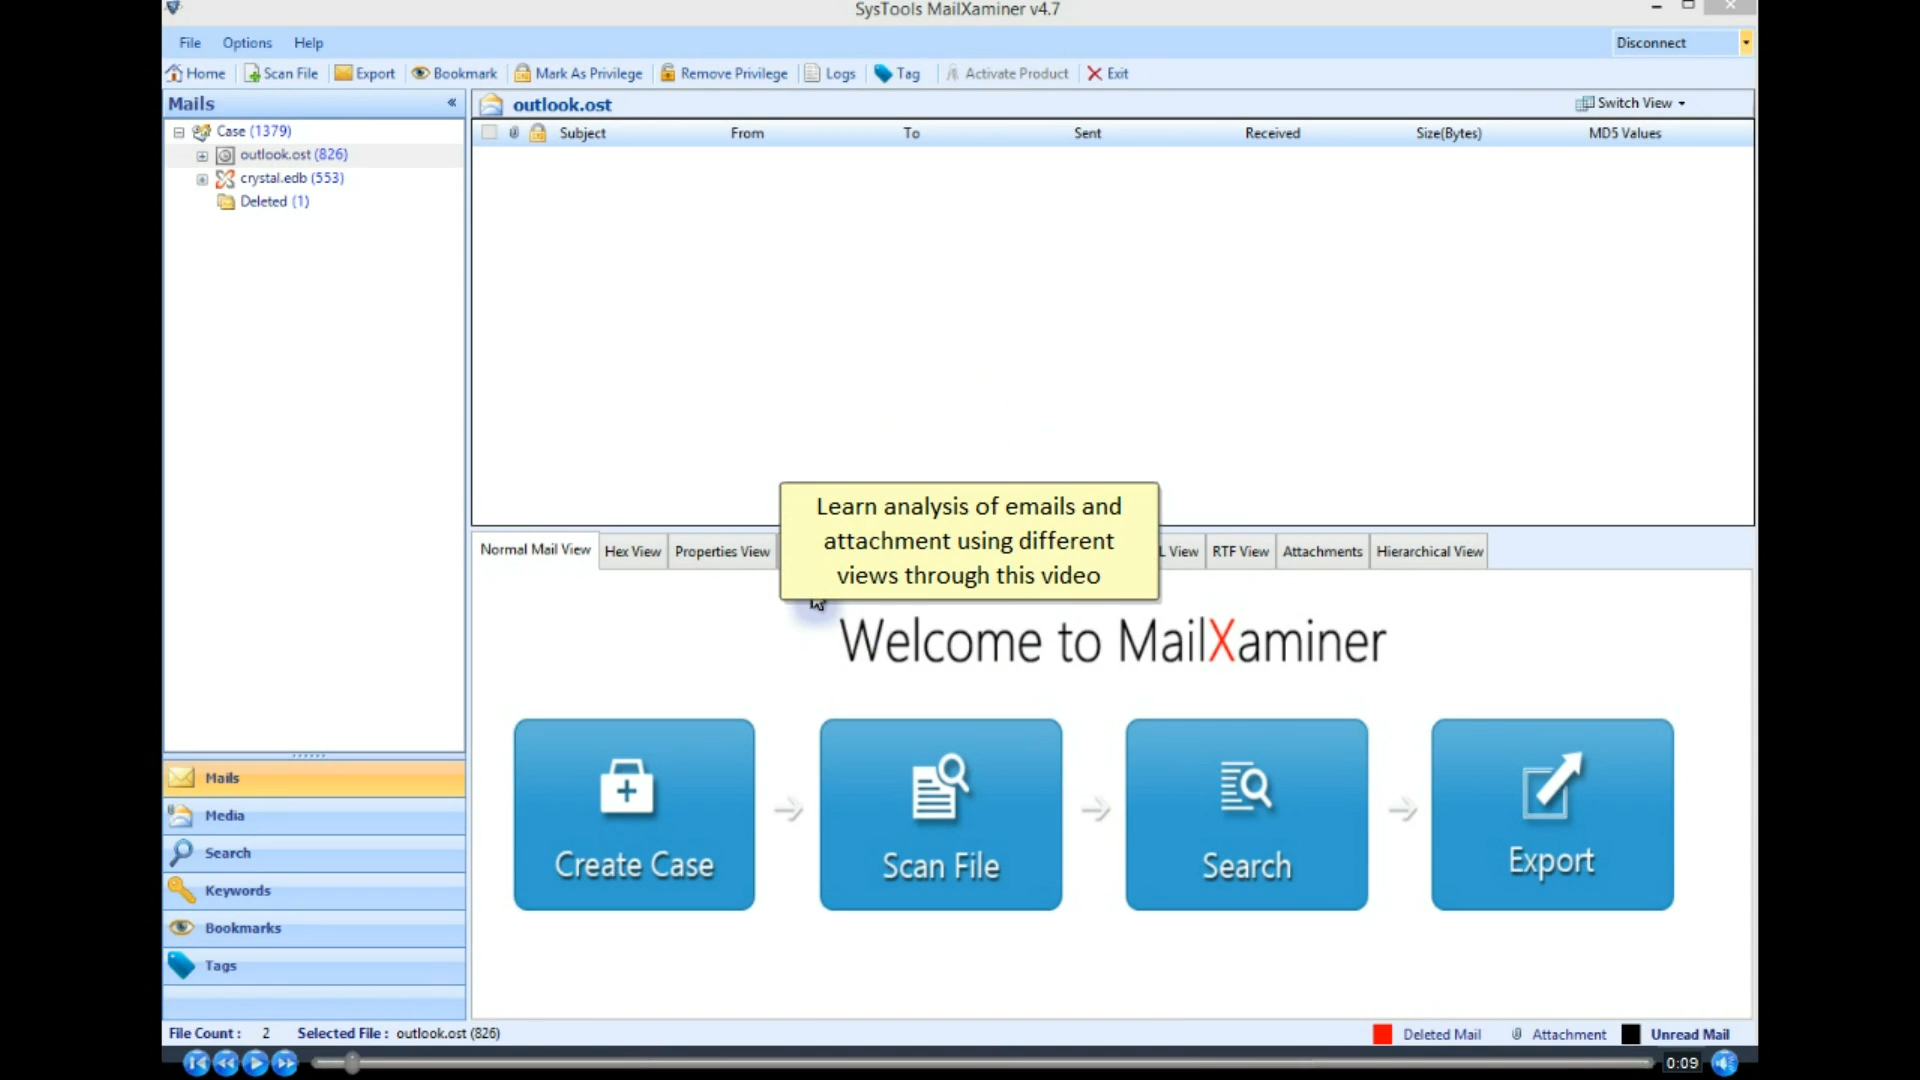 SysTools MailXaminer v4.7
File Options Help
Disconnect
Home Scan File Export Bookmark Mark As Privilege Remove Privilege Logs Tag Activate Product Exit
Mails «
outlook.ost
Switch View
Subject From To Sent Received Size(Bytes) MD5 Values
Case (1379)
outlook.ost (826)
crystal.edb (553)
Deleted (1)
Learn analysis of emails and
attachment using different
views through this video
Normal Mail View Hex View Properties View L View RTF View Attachments Hierarchical View
Welcome to MailXaminer
Create Case
Scan File
Search
Export
Mails
Media
Search
Keywords
Bookmarks
Tags
File Count : 2 Selected File : outlook.ost (826)
Deleted Mail Attachment Unread Mail
0:09